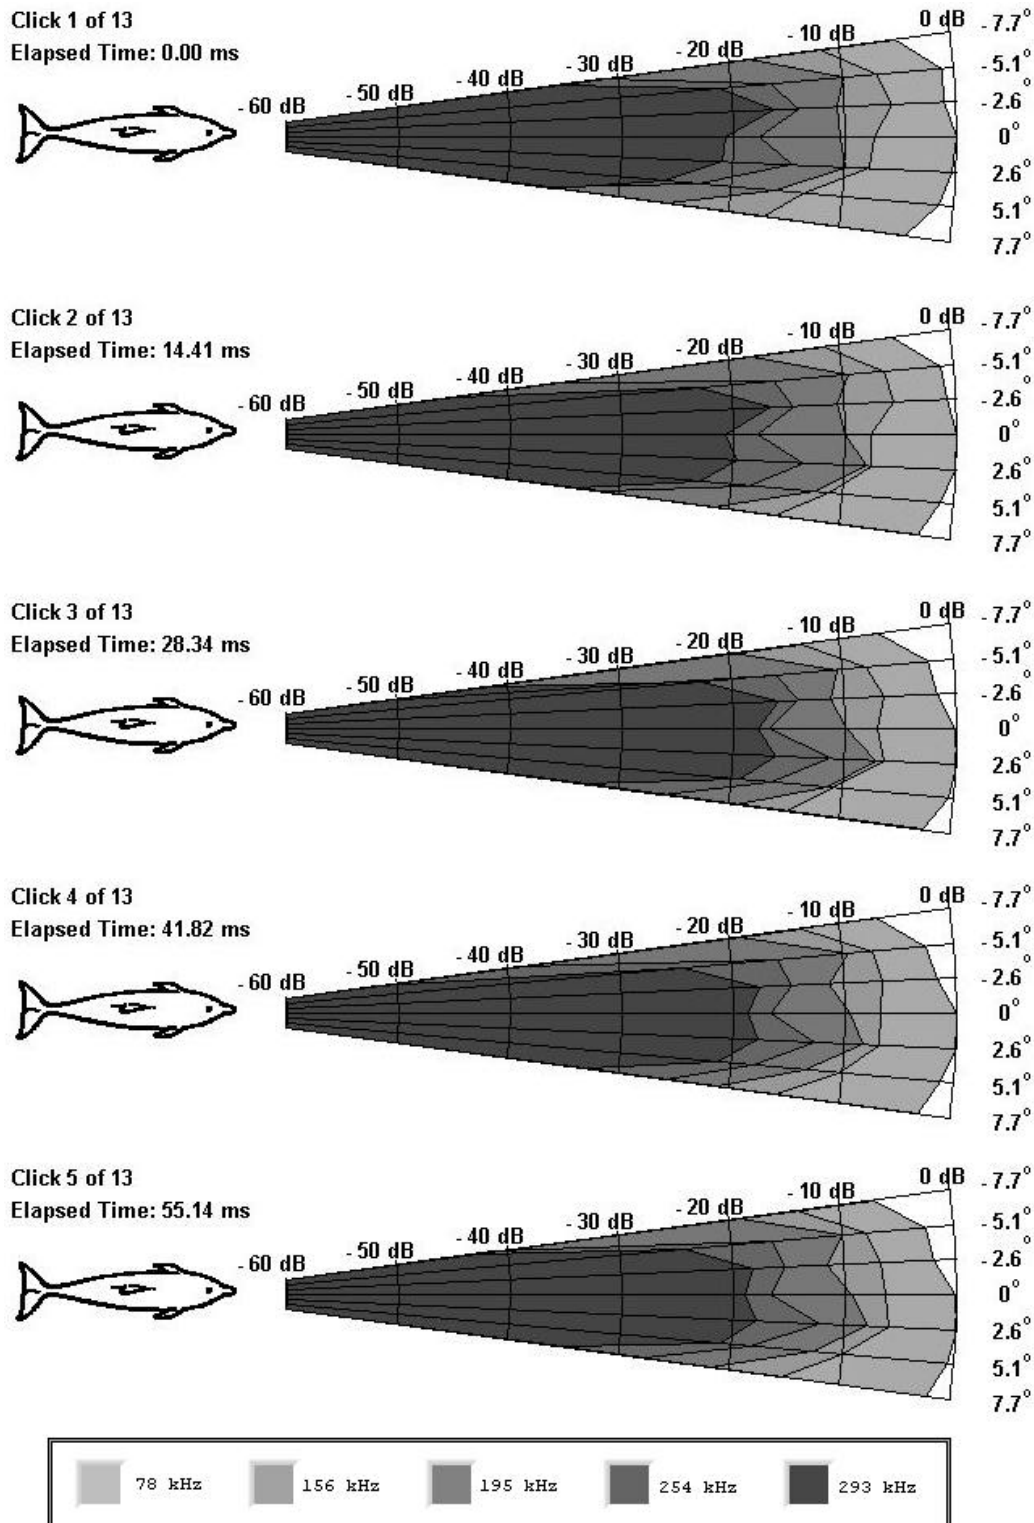 Click 1 of 13
Elapsed Time: 0.00 ms
- 60 dB
- 50 dB
- 40 dB
- 30 dB
- 20 dB
- 10 dB
0 dB
- 7.7°
- 5.1°
- 2.6°
0°
2.6°
5.1°
7.7°
Click 2 of 13
Elapsed Time: 14.41 ms
- 60 dB
- 50 dB
- 40 dB
- 30 dB
- 20 dB
- 10 dB
0 dB
- 7.7°
- 5.1°
- 2.6°
0°
2.6°
5.1°
7.7°
Click 3 of 13
Elapsed Time: 28.34 ms
- 60 dB
- 50 dB
- 40 dB
- 30 dB
- 20 dB
- 10 dB
0 dB
- 7.7°
- 5.1°
- 2.6°
0°
2.6°
5.1°
7.7°
Click 4 of 13
Elapsed Time: 41.82 ms
- 60 dB
- 50 dB
- 40 dB
- 30 dB
- 20 dB
- 10 dB
0 dB
- 7.7°
- 5.1°
- 2.6°
0°
2.6°
5.1°
7.7°
Click 5 of 13
Elapsed Time: 55.14 ms
- 60 dB
- 50 dB
- 40 dB
- 30 dB
- 20 dB
- 10 dB
0 dB
- 7.7°
- 5.1°
- 2.6°
0°
2.6°
5.1°
7.7°
78 kHz 156 kHz 195 kHz 254 kHz 293 kHz